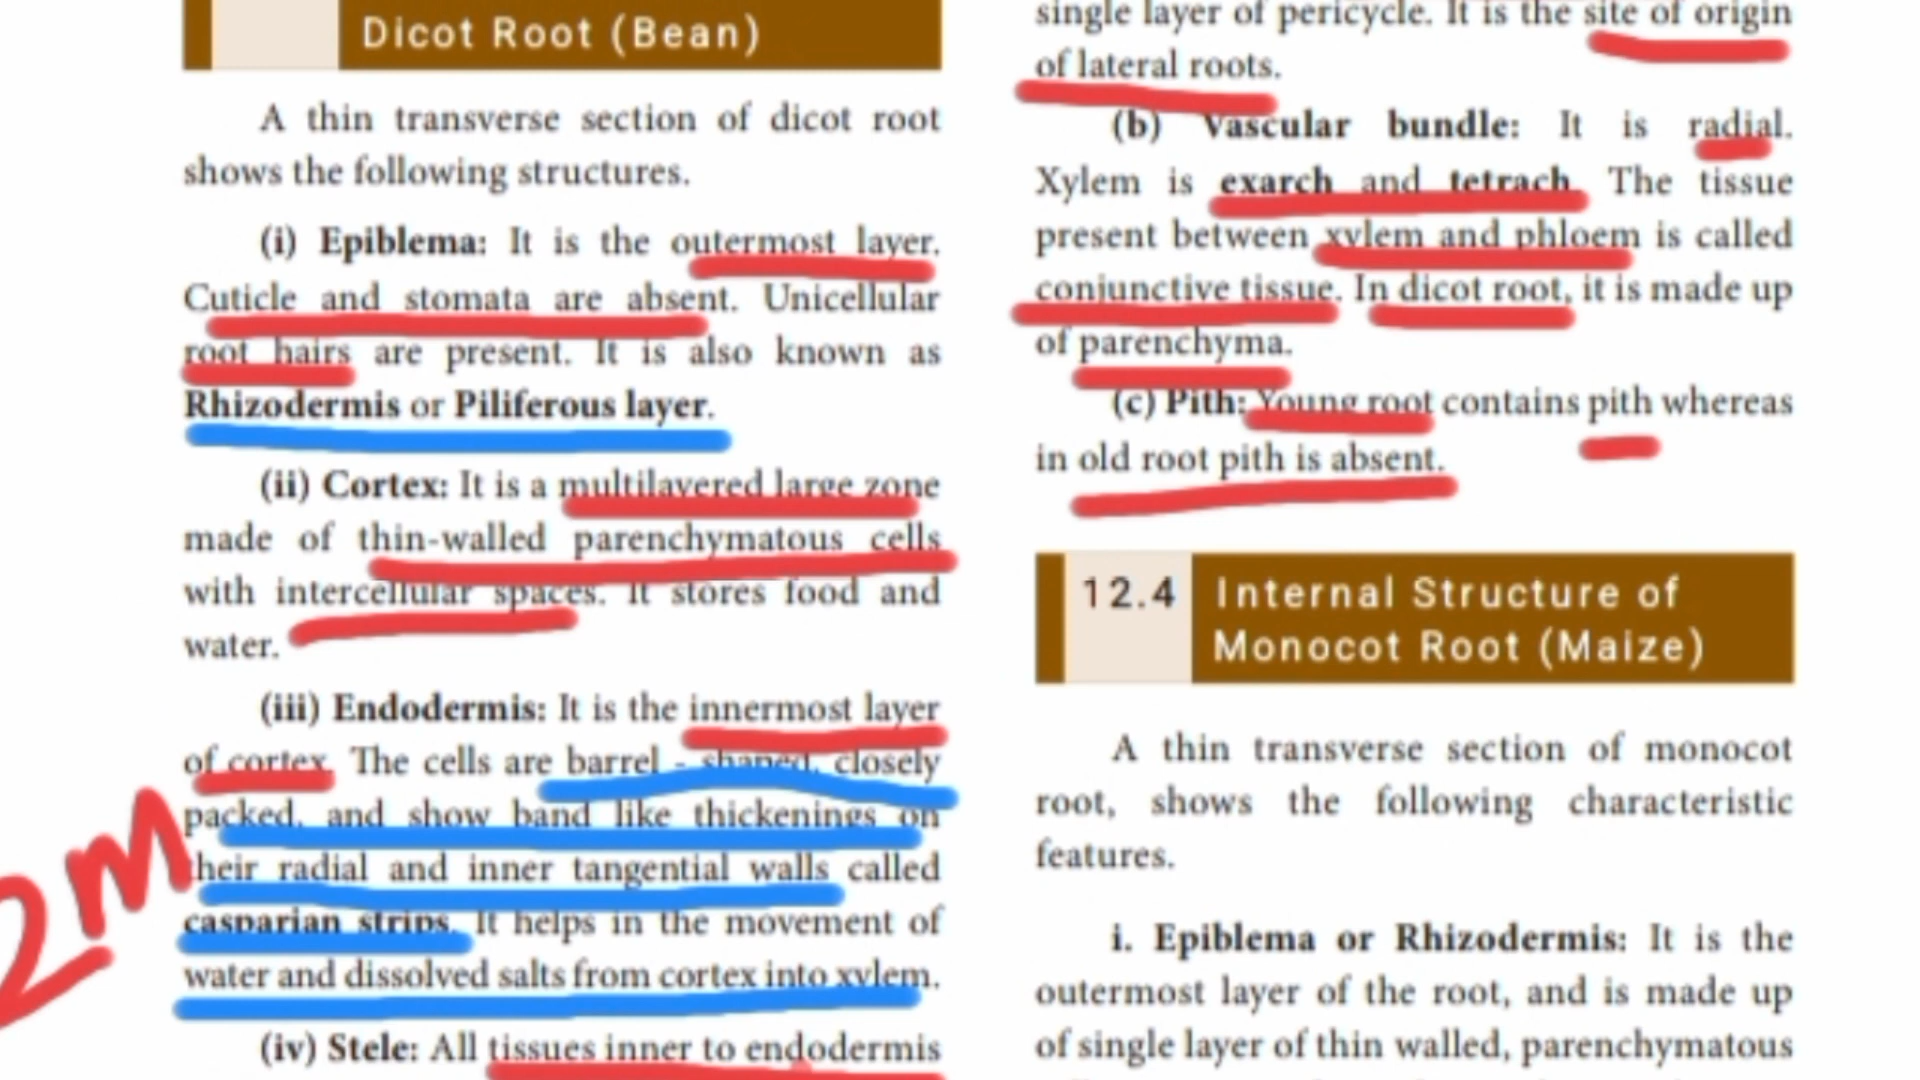 Dicot Root (Bean)
A thin transverse section of dicot root
shows the following structures.
(i) Epiblema: It is the outermost layer.
Cuticle and stomata are absent. Unicellular
root hairs are present. It is also known as
Rhizodermis or Piliferous layer.
(ii) Cortex: It is a multilayered large zone
made of thin-walled parenchymatous cells
with intercellular spaces. It stores food and
water.
(iii) Endodermis: It is the innermost layer
of cortex. The cells are barrel - shaped, closely
packed, and show band like thickenings on
their radial and inner tangential walls called
casparian strips. It helps in the movement of
water and dissolved salts from cortex into xylem.
2m
(iv) Stele: All tissues inner to endodermis
single layer of pericycle. It is the site of origin
of lateral roots.
(b) Vascular bundle: It is radial.
Xylem is exarch and tetrach. The tissue
present between xylem and phloem is called
conjunctive tissue. In dicot root, it is made up
of parenchyma.
(c) Pith: Young root contains pith whereas
in old root pith is absent.
12.4 Internal Structure of
Monocot Root (Maize)
A thin transverse section of monocot
root, shows the following characteristic
features.
i. Epiblema or Rhizodermis: It is the
outermost layer of the root, and is made up
of single layer of thin walled, parenchymatous